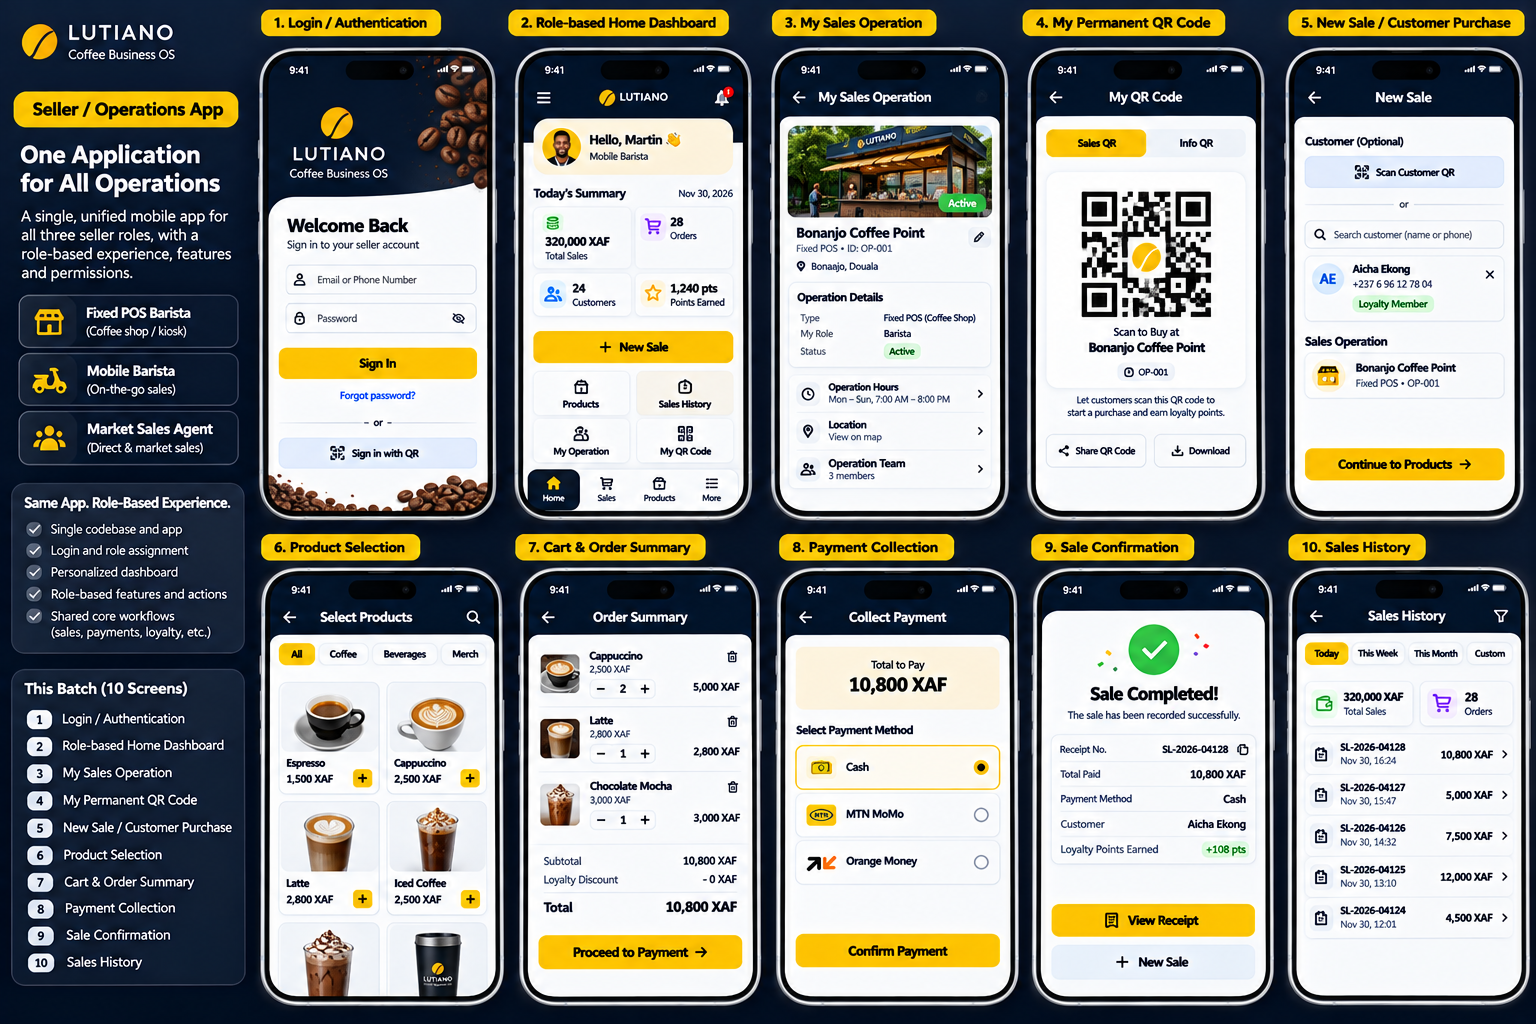 LUTIANO
Coffee Business OS
Seller / Operations App
One Application
for All Operations
A single, unified mobile app for
all three seller roles, with a
role-based experience, features
and permissions.
Fixed POS Barista
(Coffee shop / kiosk)
Mobile Barista
(On-the-go sales)
Market Sales Agent
(Direct & market sales)
Same App. Role-Based Experience.
Single codebase and app
Login and role assignment
Personalized dashboard
Role-based features and actions
Shared core workflows
(sales, payments, loyalty, etc.)
This Batch (10 Screens)
1 Login / Authentication
2 Role-based Home Dashboard
3 My Sales Operation
4 My Permanent QR Code
5 New Sale / Customer Purchase
6 Product Selection
7 Cart & Order Summary
8 Payment Collection
9 Sale Confirmation
10 Sales History
1. Login / Authentication
9:41
LUTIANO
Coffee Business OS
Welcome Back
Sign in to your seller account
Email or Phone Number
Password
Sign In
Forgot password?
or
Sign in with QR
2. Role-based Home Dashboard
9:41
LUTIANO
1
Hello, Martin 👋
Mobile Barista
Today's Summary Nov 30, 2026
320,000 XAF
Total Sales
28
Orders
24
Customers
1,240 pts
Points Earned
+ New Sale
Products
Sales History
My Operation
My QR Code
Home Sales Products More
3. My Sales Operation
9:41
My Sales Operation
LUTIANO
Active
Bonanjo Coffee Point
Fixed POS • ID: OP-001
Bonanjo, Douala
Operation Details
Type Fixed POS (Coffee Shop)
My Role Barista
Status Active
Operation Hours
Mon – Sun, 7:00 AM – 8:00 PM
Location
View on map
Operation Team
3 members
4. My Permanent QR Code
9:41
My QR Code
Sales QR Info QR
Scan to Buy at
Bonanjo Coffee Point
OP-001
Let customers scan this QR code to
start a purchase and earn loyalty points.
Share QR Code Download
5. New Sale / Customer Purchase
9:41
New Sale
Customer (Optional)
Scan Customer QR
or
Search customer (name or phone)
AE
Aicha Ekong
+237 6 96 12 78 04
Loyalty Member
Sales Operation
Bonanjo Coffee Point
Fixed POS • OP-001
Continue to Products →
6. Product Selection
9:41
Select Products
All Coffee Beverages Merch
Espresso
1,500 XAF +
Cappuccino
2,500 XAF +
Latte
2,800 XAF +
Iced Coffee
2,500 XAF +
LUTIANO
7. Cart & Order Summary
9:41
Order Summary
Cappuccino
2,500 XAF
− 2 + 5,000 XAF
Latte
2,800 XAF
− 1 + 2,800 XAF
Chocolate Mocha
3,000 XAF
− 1 + 3,000 XAF
Subtotal 10,800 XAF
Loyalty Discount - 0 XAF
Total 10,800 XAF
Proceed to Payment →
8. Payment Collection
9:41
Collect Payment
Total to Pay
10,800 XAF
Select Payment Method
Cash
MTN MoMo
Orange Money
Confirm Payment
9. Sale Confirmation
9:41
Sale Completed!
The sale has been recorded successfully.
Receipt No. SL-2026-04128
Total Paid 10,800 XAF
Payment Method Cash
Customer Aicha Ekong
Loyalty Points Earned +108 pts
View Receipt
+ New Sale
10. Sales History
9:41
Sales History
Today This Week This Month Custom
320,000 XAF
Total Sales
28
Orders
SL-2026-04128
Nov 30, 16:24
10,800 XAF
SL-2026-04127
Nov 30, 15:47
5,000 XAF
SL-2026-04126
Nov 30, 14:32
7,500 XAF
SL-2026-04125
Nov 30, 13:10
12,000 XAF
SL-2026-04124
Nov 30, 12:01
4,500 XAF